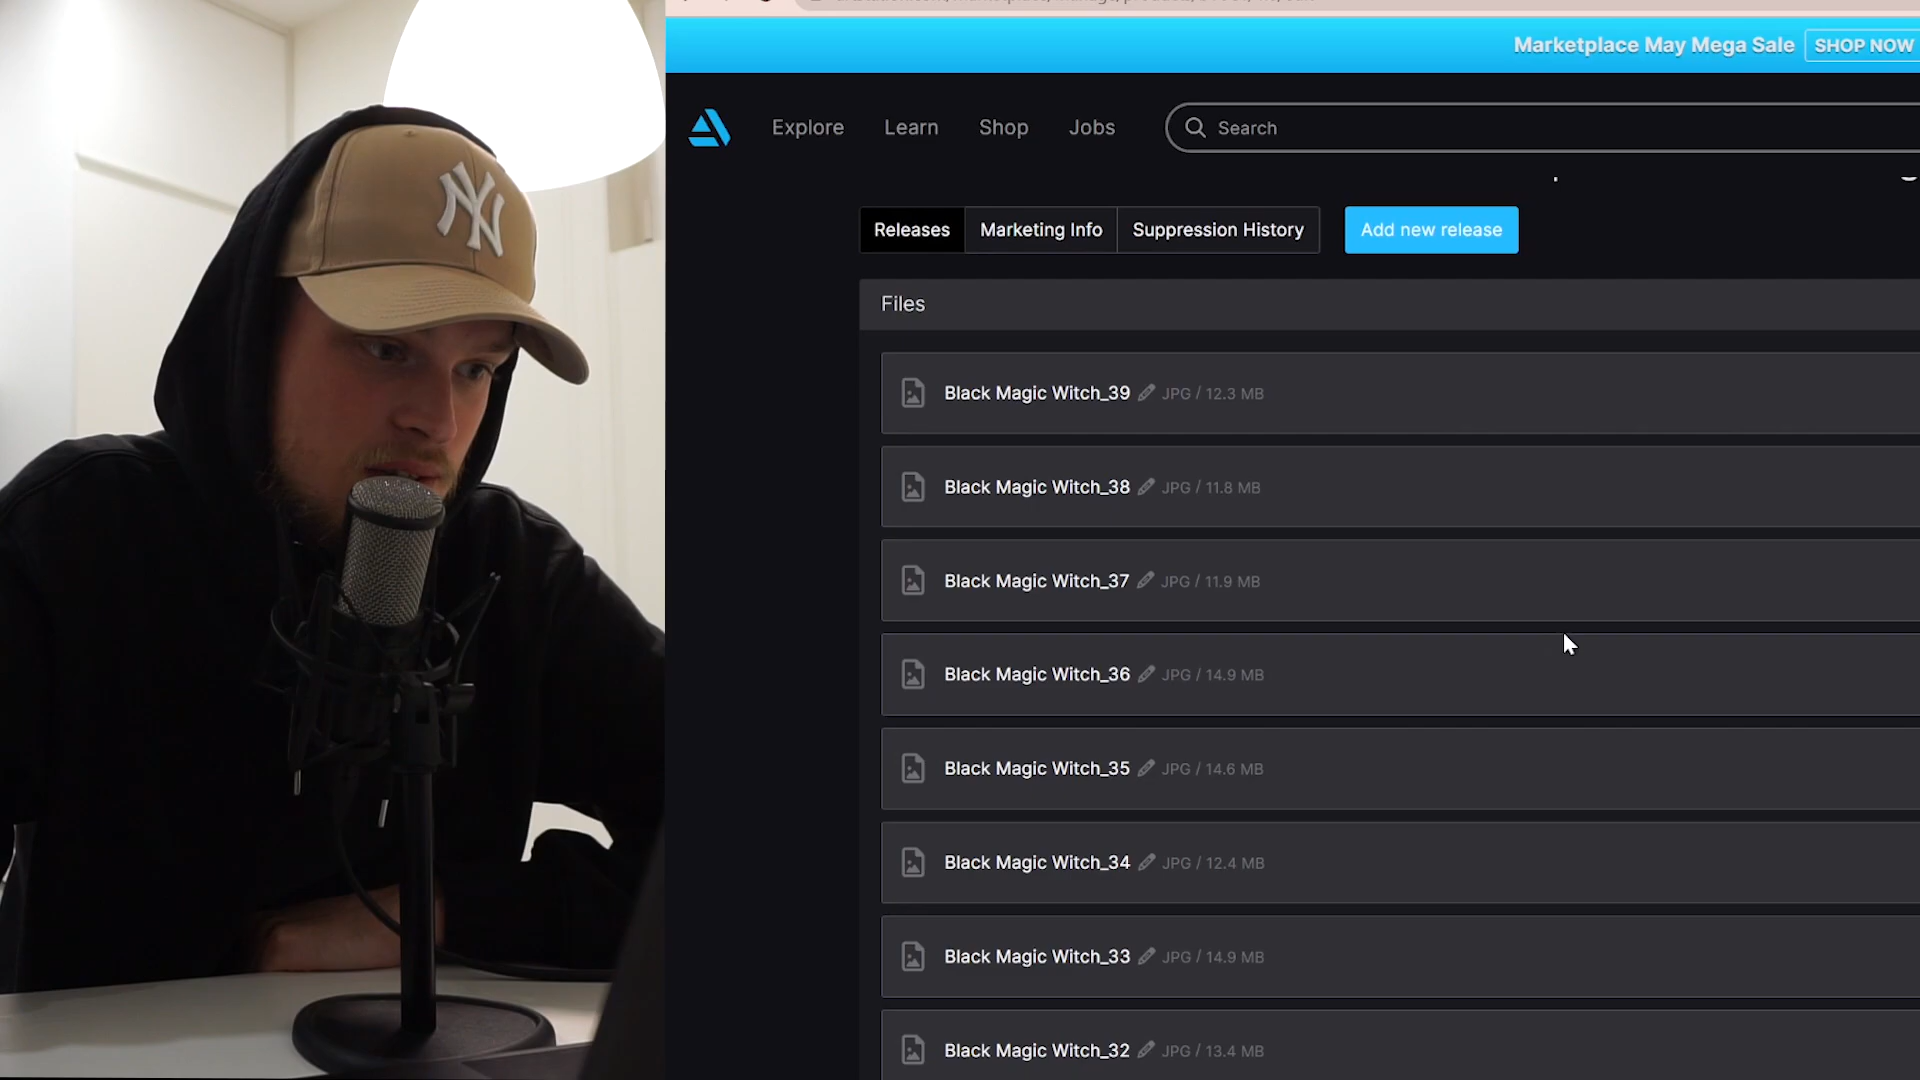 Marketplace May Mega Sale SHOP NOW
Explore Learn Shop Jobs Search
Releases Marketing Info Suppression History Add new release
Files
Black Magic Witch_39 JPG / 12.3 MB
Black Magic Witch_38 JPG / 11.8 MB
Black Magic Witch_37 JPG / 11.9 MB
Black Magic Witch_36 JPG / 14.9 MB
Black Magic Witch_35 JPG / 14.6 MB
Black Magic Witch_34 JPG / 12.4 MB
Black Magic Witch_33 JPG / 14.9 MB
Black Magic Witch_32 JPG / 13.4 MB
NY